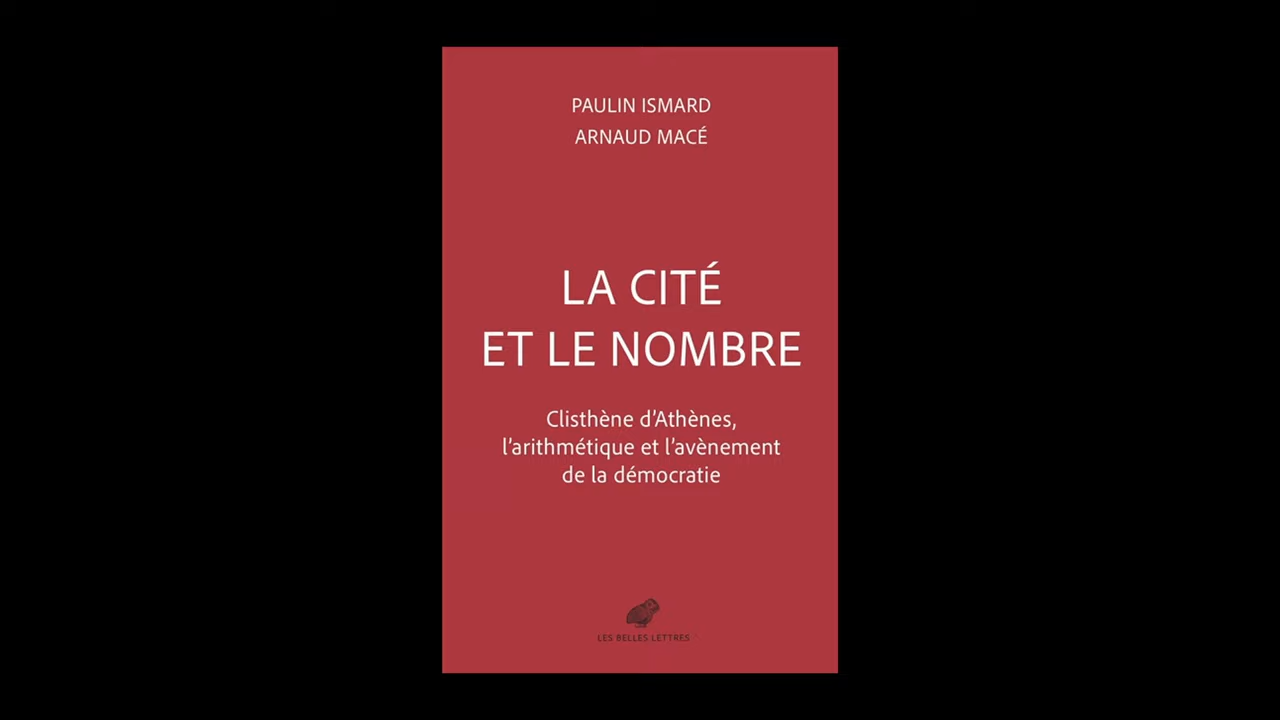 PAULIN ISMARD
ARNAUD MACÉ
LA CITÉ
ET LE NOMBRE
Clisthène d’Athènes,
l’arithmétique et l’avènement
de la démocratie
LES BELLES LETTRES